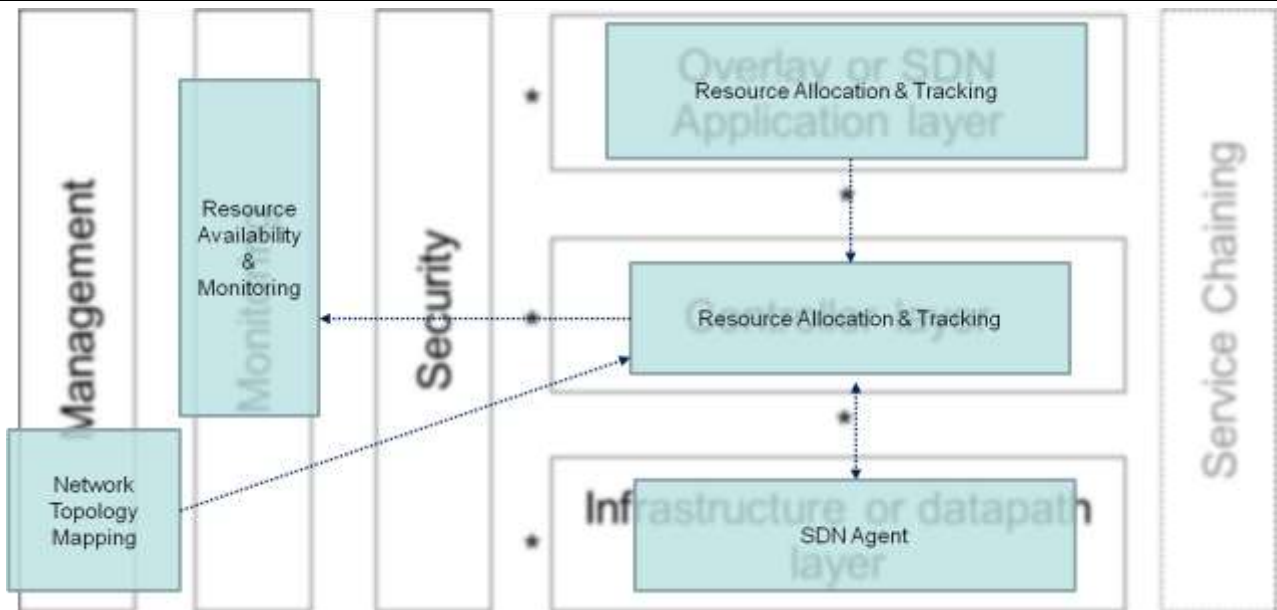 Overlay or SDN
Application layer
Resource Allocation & Tracking
*
*
Management
Monitoring
Resource
Availability
&
Monitoring
Security
*
Controller layer
Resource Allocation & Tracking
Service Chaining
*
Network
Topology
Mapping
*
Infrastructure or datapath
layer
SDN Agent